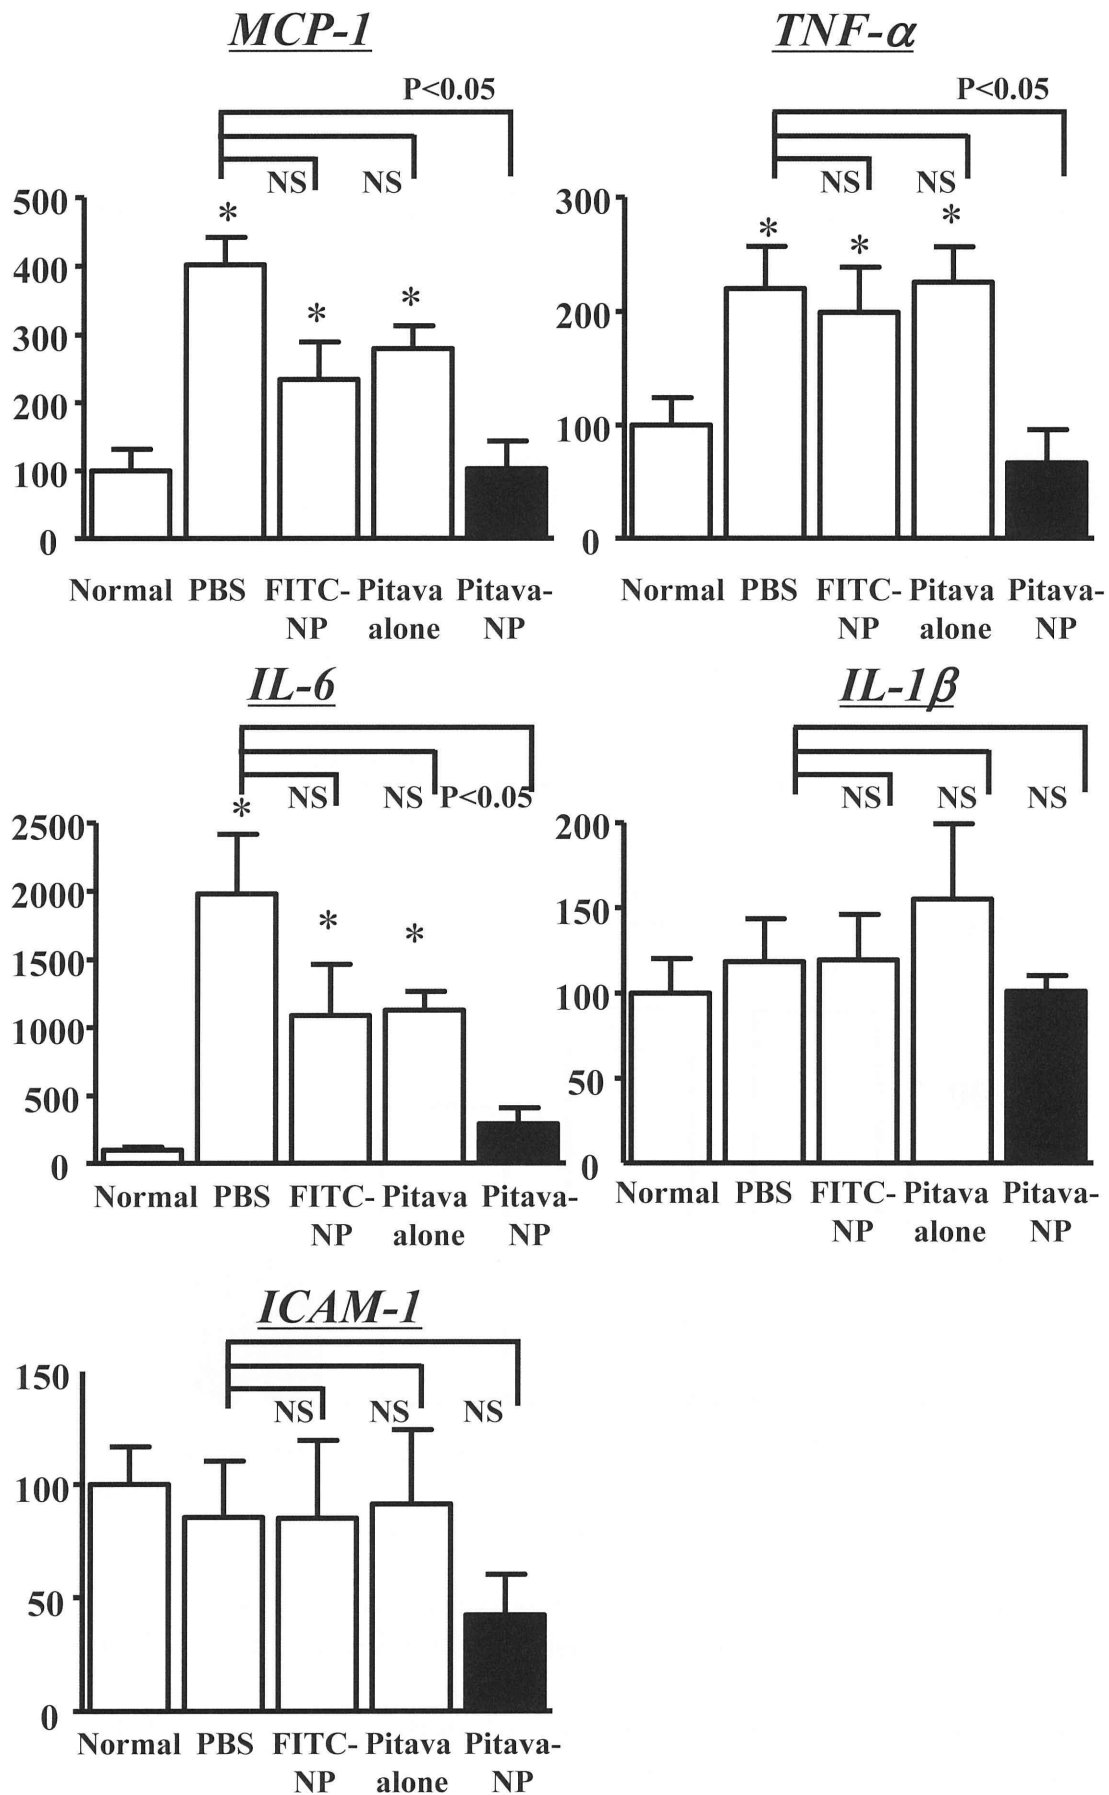 MCP-1
P<0.05
NS NS
* * *
500
400
300
200
100
0
Normal PBS FITC- Pitava Pitava-
NP alone NP
TNF-α
P<0.05
NS NS
* * *
300
200
100
0
Normal PBS FITC- Pitava Pitava-
NP alone NP
IL-6
NS NS P<0.05
* * *
2500
2000
1500
1000
500
0
Normal PBS FITC- Pitava Pitava-
NP alone NP
IL-1β
NS NS NS
200
150
100
50
0
Normal PBS FITC- Pitava Pitava-
NP alone NP
ICAM-1
NS NS NS
150
100
50
0
Normal PBS FITC- Pitava Pitava-
NP alone NP